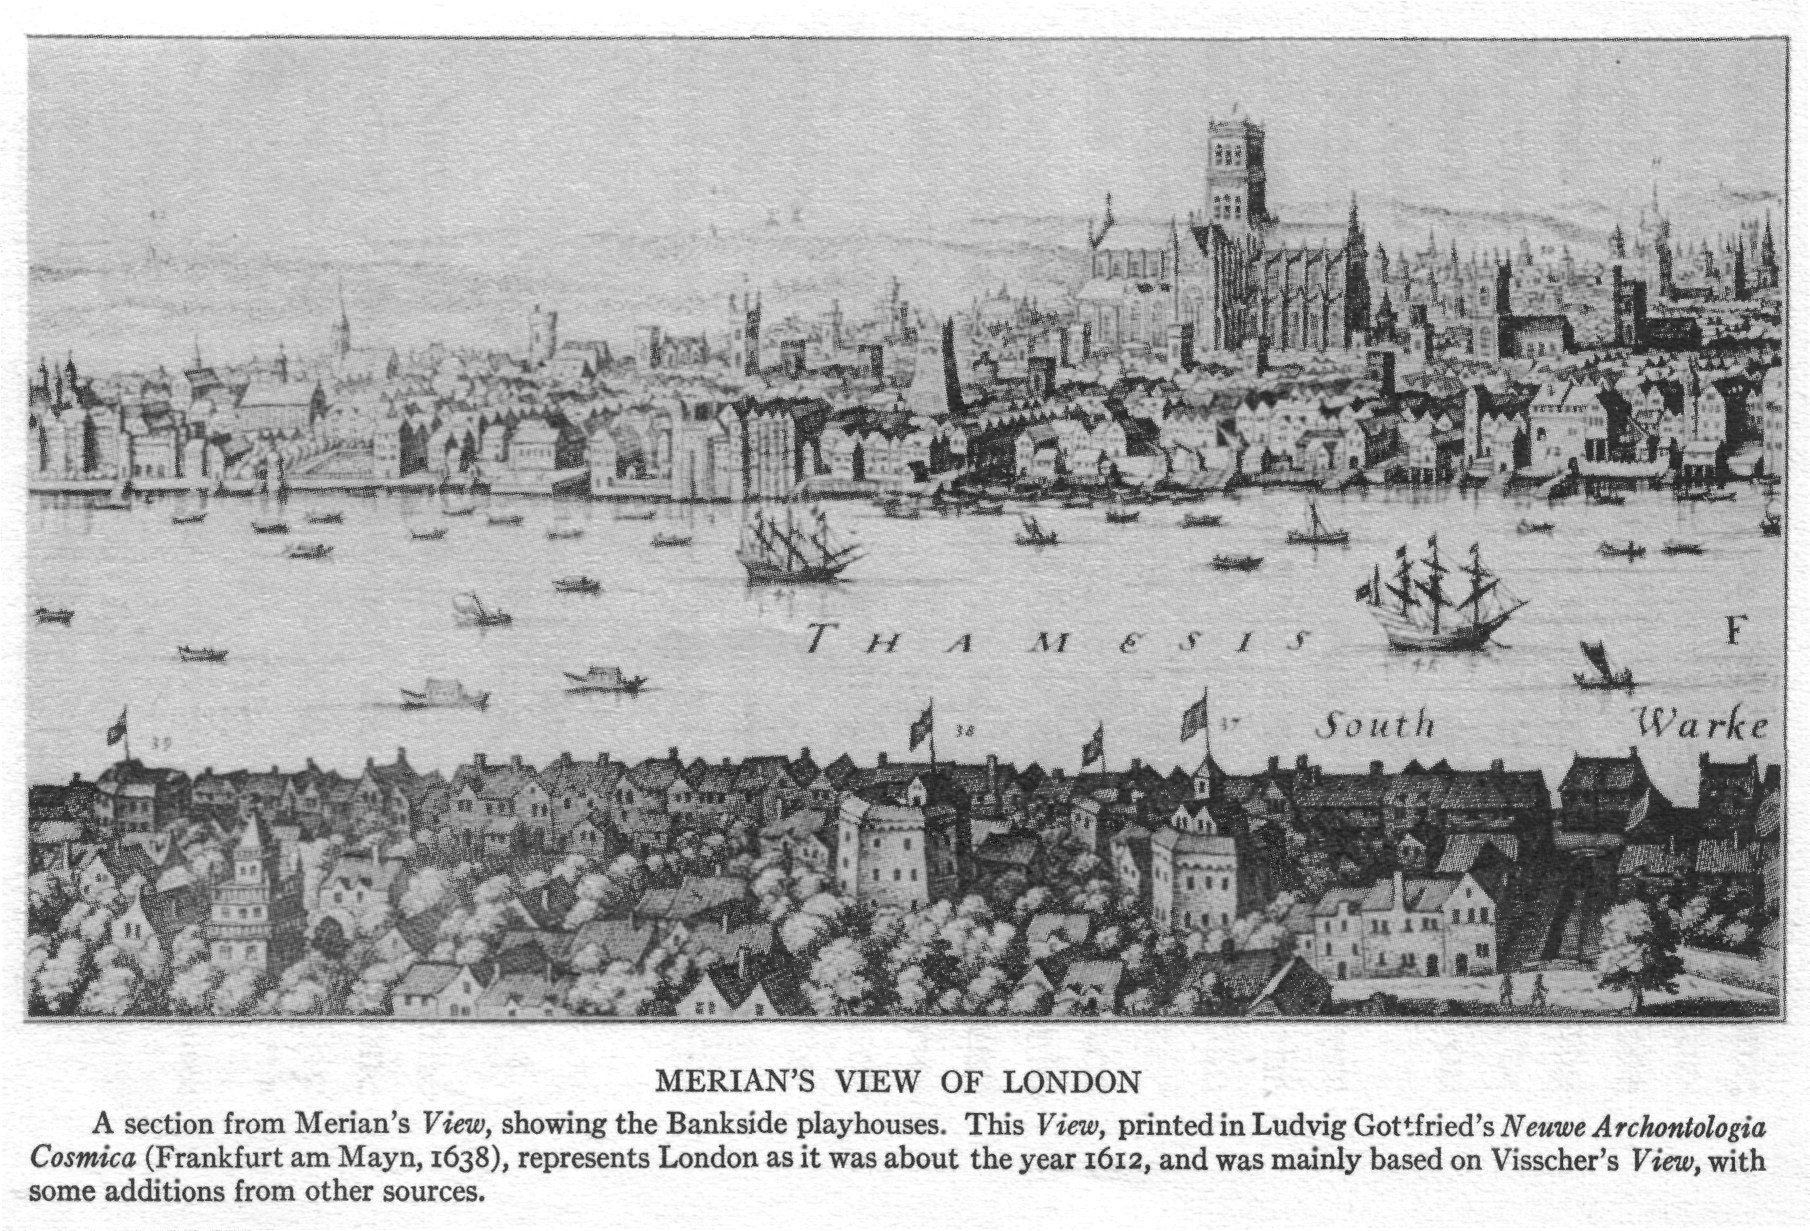 THAMESIS
F
South Warke
39
38
37
41
MERIAN'S VIEW OF LONDON
A section from Merian's View, showing the Bankside playhouses. This View, printed in Ludvig Gottfried's Neuwe Archontologia
Cosmica (Frankfurt am Mayn, 1638), represents London as it was about the year 1612, and was mainly based on Visscher's View, with
some additions from other sources.